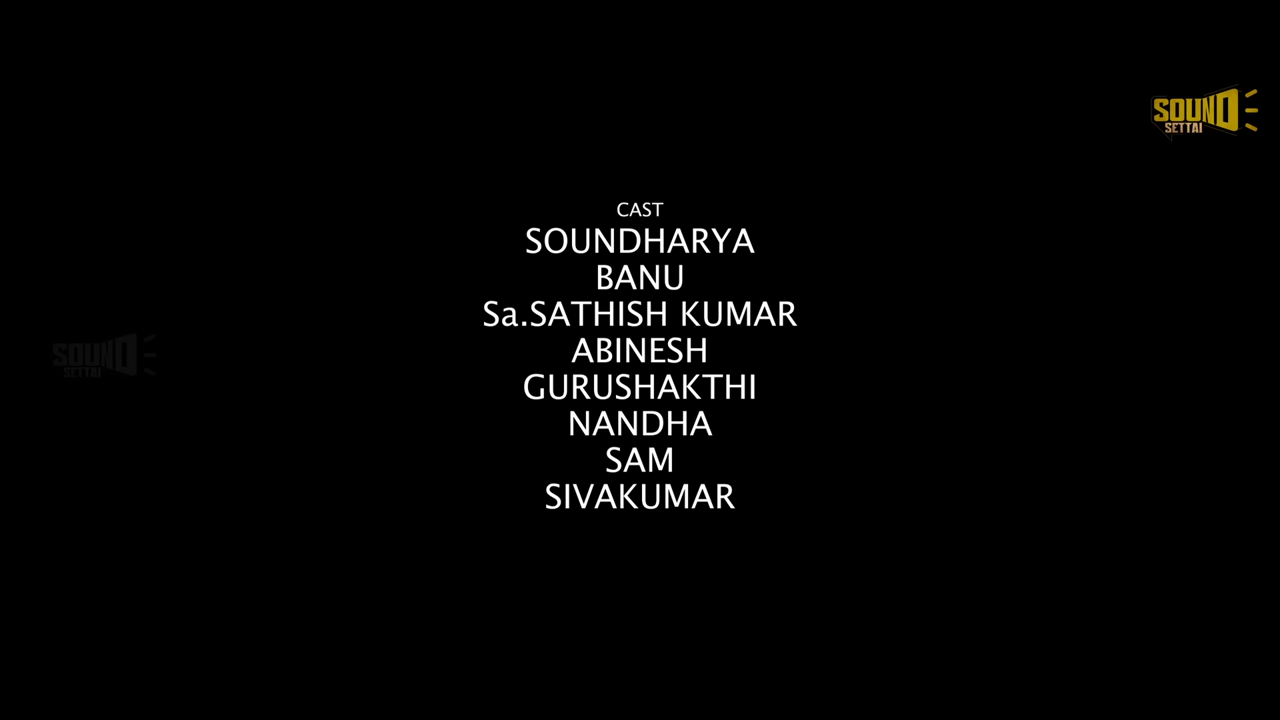 SOUND
SETTAI
CAST
SOUNDHARYA
BANU
Sa.SATHISH KUMAR
ABINESH
GURUSHAKTHI
NANDHA
SAM
SIVAKUMAR
SOUND
SETTAI